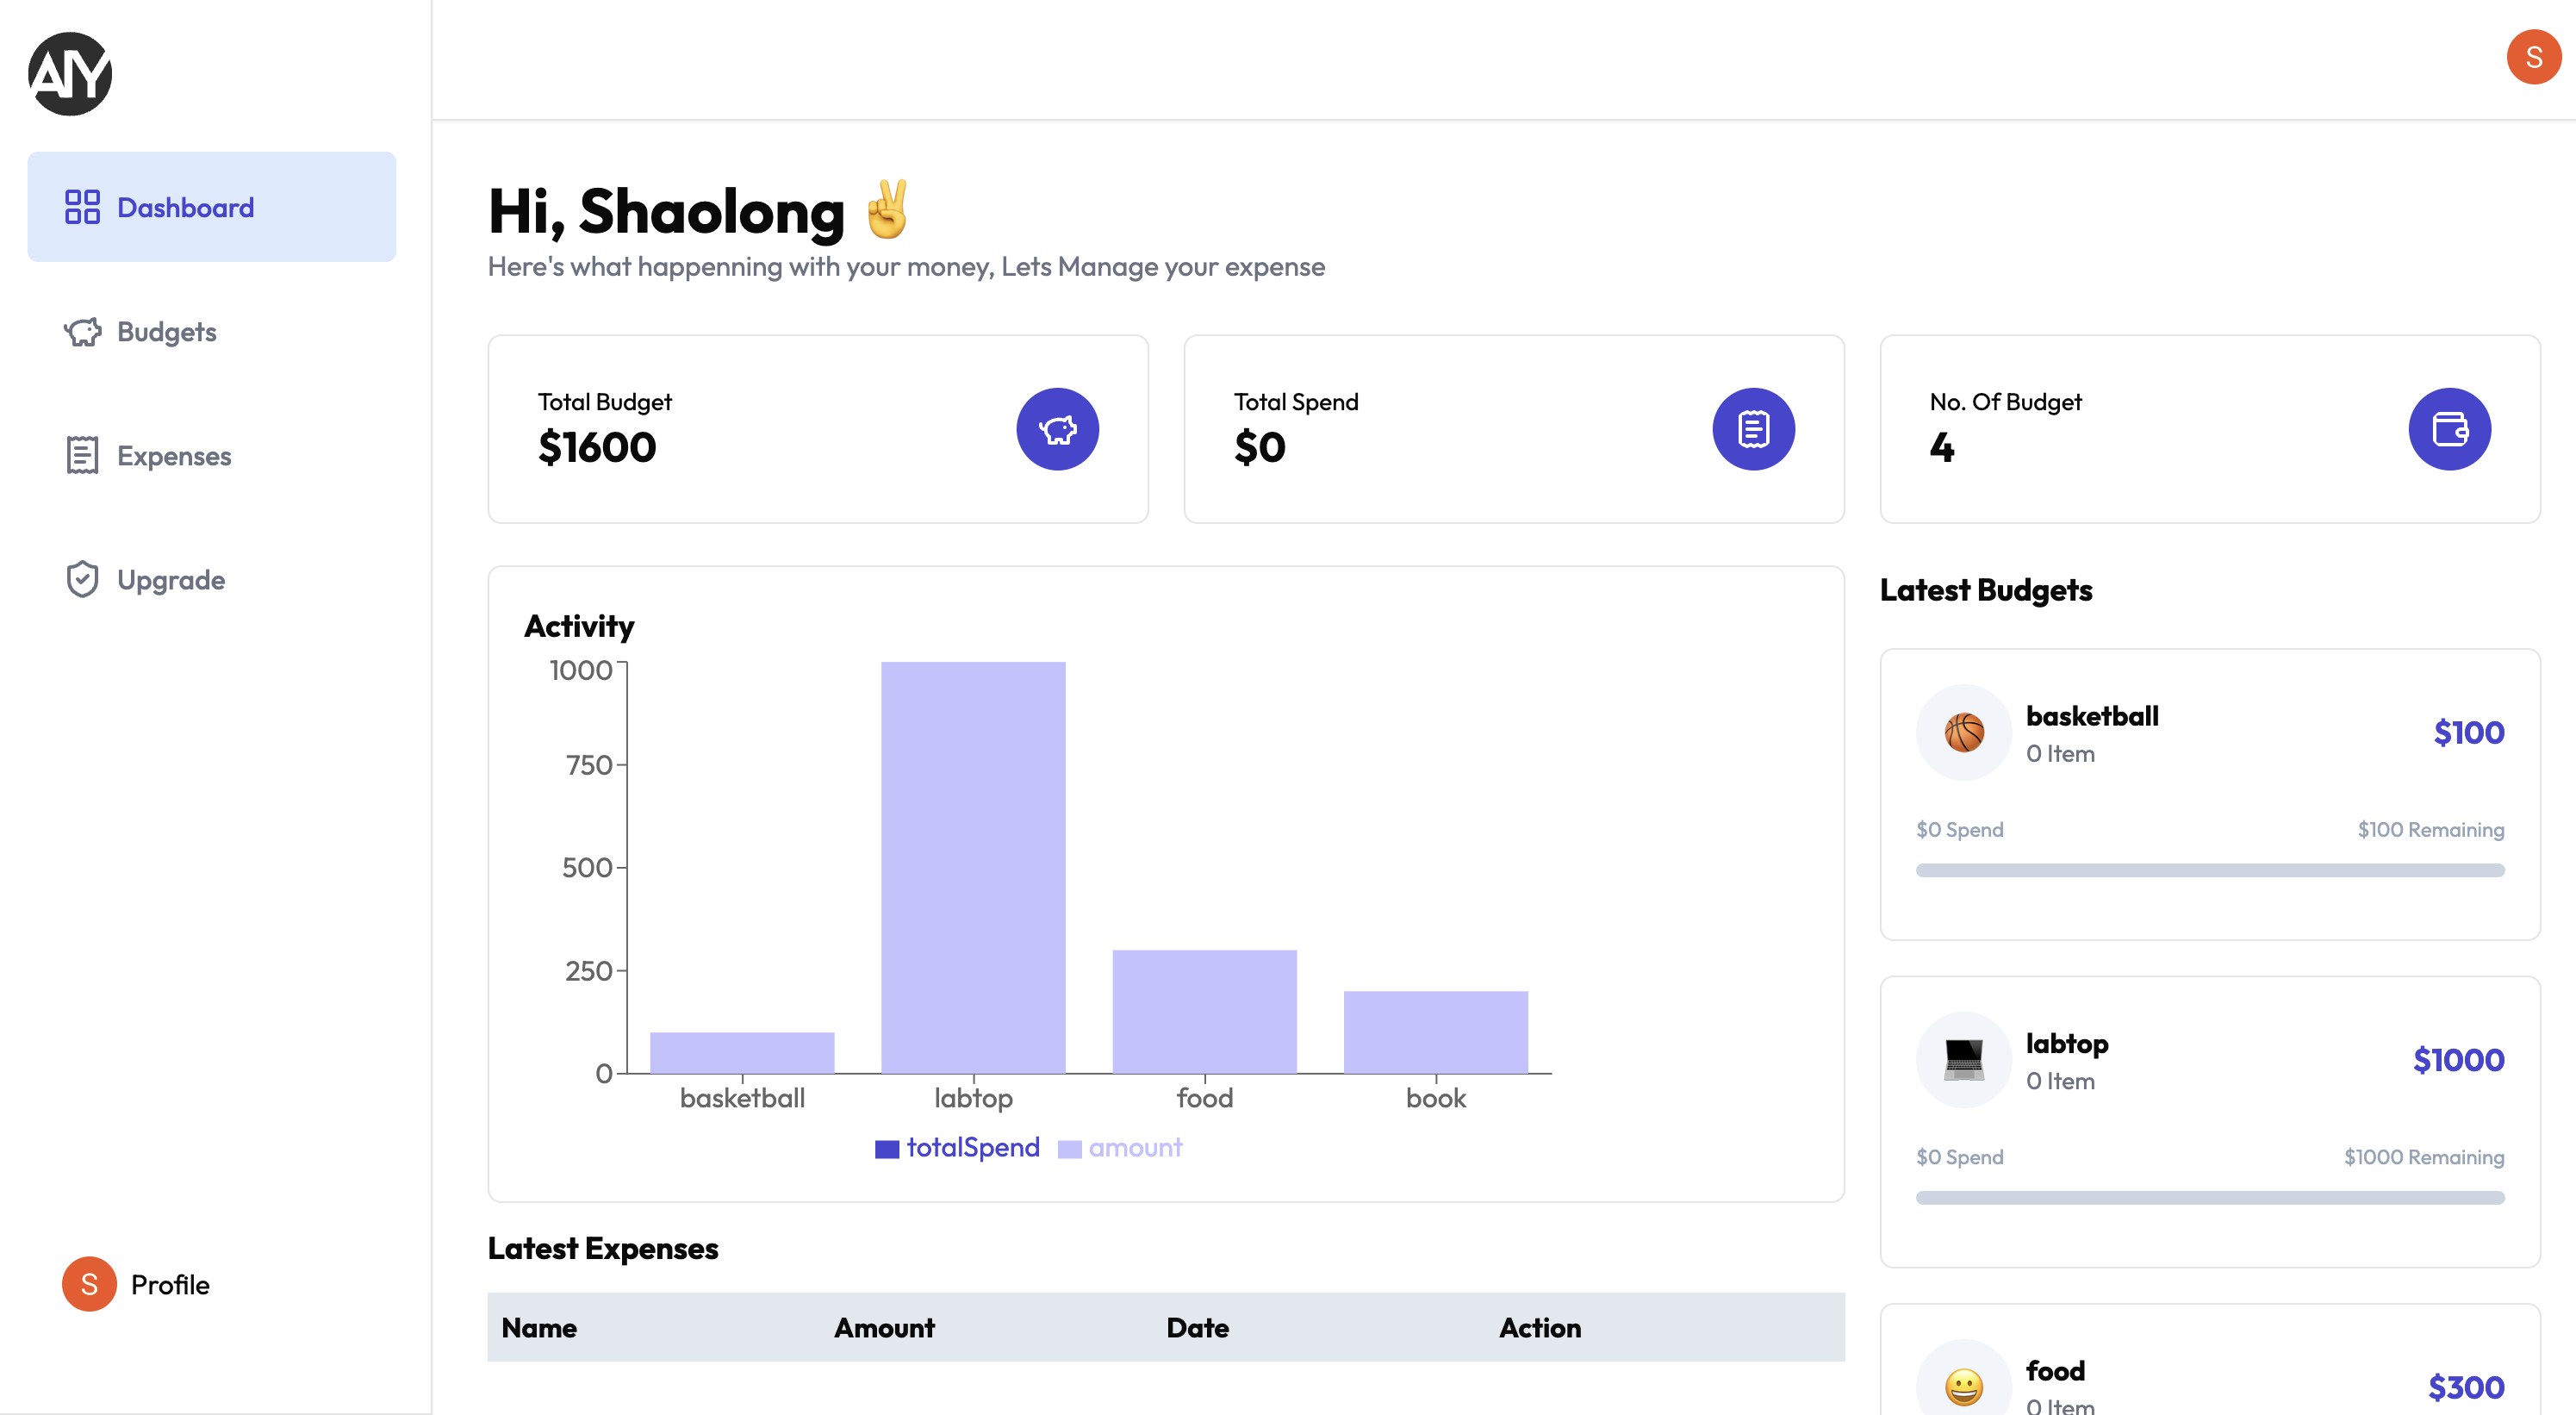 AIY
S
Dashboard
Budgets
Expenses
Upgrade
S Profile
Hi, Shaolong ✌️
Here's what happenning with your money, Lets Manage your expense
Total Budget
$1600
Total Spend
$0
No. Of Budget
4
Activity
1000
750
500
250
0
basketball labtop food book
totalSpend amount
Latest Expenses
Name Amount Date Action
Latest Budgets
basketball
0 Item
$100
$0 Spend $100 Remaining
labtop
0 Item
$1000
$0 Spend $1000 Remaining
food
0 Item
$300